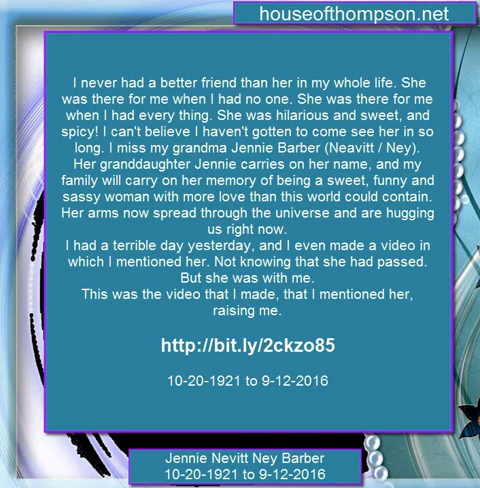 houseofthompson.net
I never had a better friend than her in my whole life. She
was there for me when I had no one. She was there for me
when I had every thing. She was hilarious and sweet, and
spicy! I can't believe I haven't gotten to come see her in so
long. I miss my grandma Jennie Barber (Neavitt / Ney).
Her granddaughter Jennie carries on her name, and my
family will carry on her memory of being a sweet, funny and
sassy woman with more love than this world could contain.
Her arms now spread through the universe and are hugging
us right now.
I had a terrible day yesterday, and I even made a video in
which I mentioned her. Not knowing that she had passed.
But she was with me.
This was the video that I made, that I mentioned her,
raising me.
http://bit.ly/2ckzo85
10-20-1921 to 9-12-2016
Jennie Nevitt Ney Barber
10-20-1921 to 9-12-2016